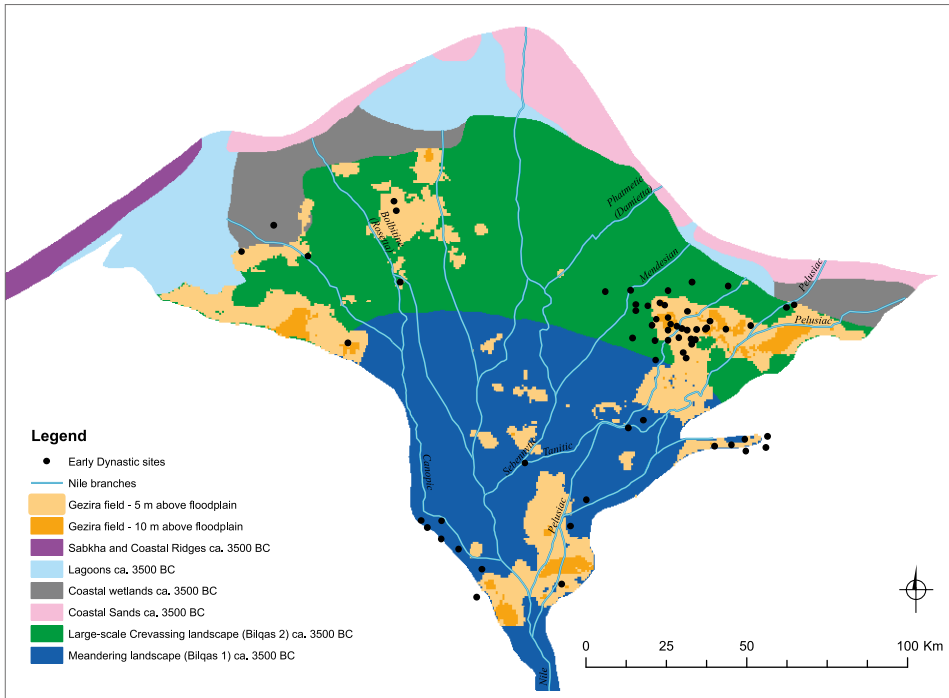 Phatmetic
(Damietta)
Bolbitine
(Rosetta)
Mendesian
Pelusiac
Pelusiac
Sebennytic
Tanitic
Canopic
Pelusiac
Nile
Legend
Early Dynastic sites
Nile branches
Gezira field - 5 m above floodplain
Gezira field - 10 m above floodplain
Sabkha and Coastal Ridges ca. 3500 BC
Lagoons ca. 3500 BC
Coastal wetlands ca. 3500 BC
Coastal Sands ca. 3500 BC
Large-scale Crevassing landscape (Bilqas 2) ca. 3500 BC
Meandering landscape (Bilqas 1) ca. 3500 BC
0 25 50 100 Km